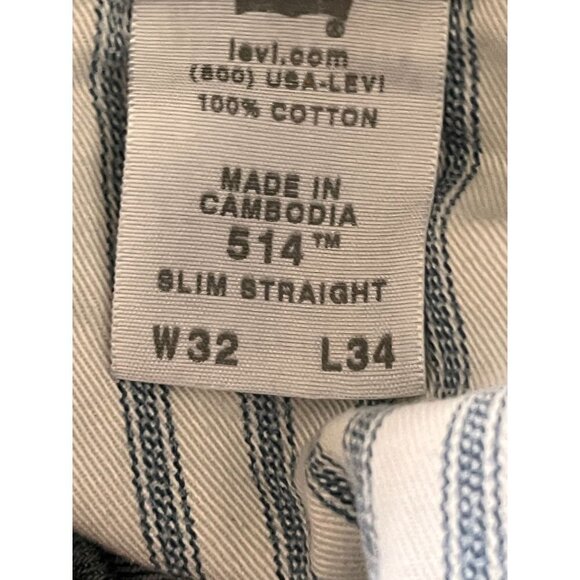 levi.com
(800) USA-LEVI
100% COTTON
MADE IN
CAMBODIA
514™
SLIM STRAIGHT
W32 L34